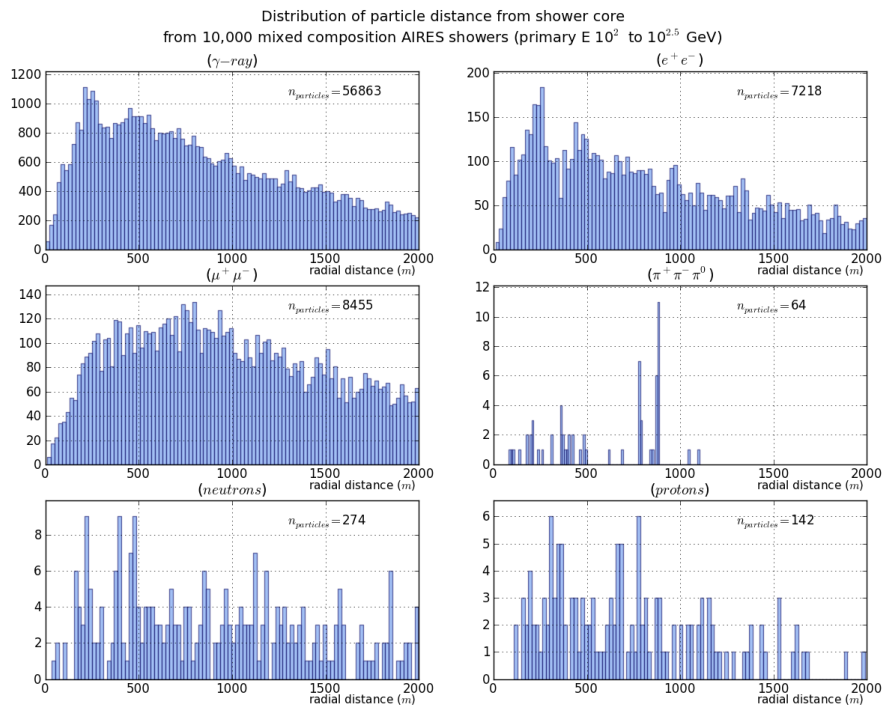 Distribution of particle distance from shower core
from 10,000 mixed composition AIRES showers (primary E 10^2 to 10^2.5 GeV)
(γ−ray)
n_particles=56863
1200
1000
800
600
400
200
0
0 500 1000 1500 2000
radial distance (m)
(e^+e^−)
n_particles=7218
200
150
100
50
0
0 500 1000 1500 2000
radial distance (m)
(μ^+μ^−)
n_particles=8455
140
120
100
80
60
40
20
0
0 500 1000 1500 2000
radial distance (m)
(π^+π^−π^0)
n_particles=64
12
10
8
6
4
2
0
0 500 1000 1500 2000
radial distance (m)
(neutrons)
n_particles=274
8
6
4
2
0
0 500 1000 1500 2000
radial distance (m)
(protons)
n_particles=142
6
5
4
3
2
1
0
0 500 1000 1500 2000
radial distance (m)